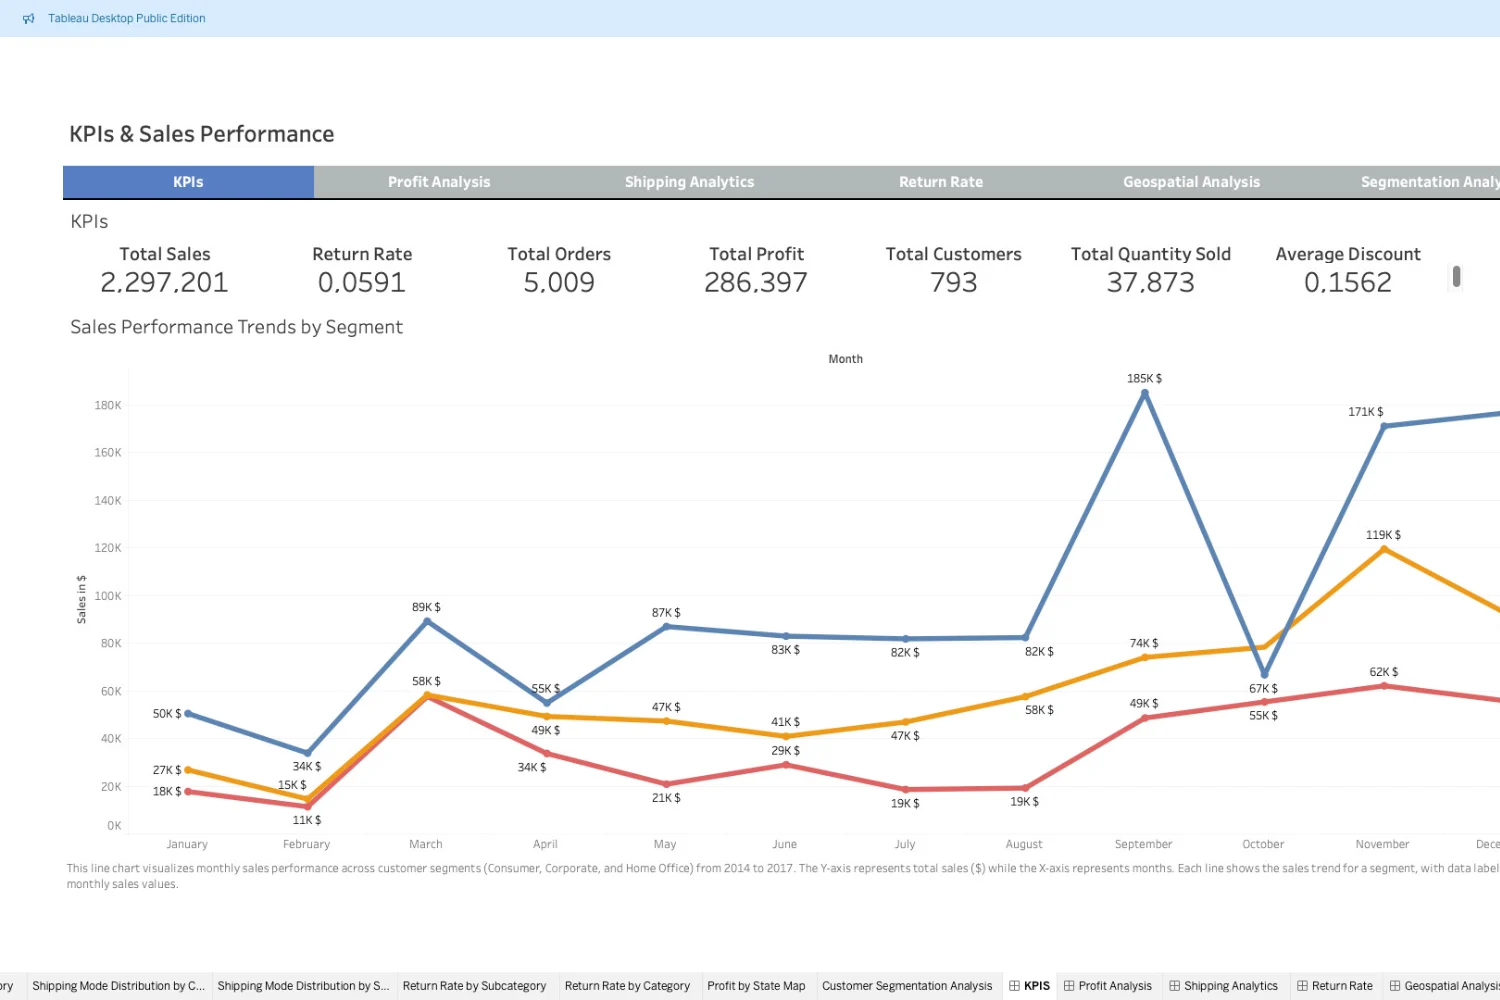 Tableau Desktop Public Edition
KPIs & Sales Performance
KPIs Profit Analysis Shipping Analytics Return Rate Geospatial Analysis Segmentation Analy
KPIs
Total Sales Return Rate Total Orders Total Profit Total Customers Total Quantity Sold Average Discount
2,297,201 0,0591 5,009 286,397 793 37,873 0,1562
Sales Performance Trends by Segment
Month
Sales in $
180K
160K
140K
120K
100K
80K
60K
40K
20K
0K
50K $
27K $
18K $
34K $
15K $
11K $
89K $
58K $
55K $
49K $
34K $
87K $
47K $
21K $
83K $
41K $
29K $
82K $
47K $
19K $
82K $
58K $
19K $
185K $
74K $
49K $
67K $
55K $
171K $
119K $
62K $
January February March April May June July August September October November Dece
This line chart visualizes monthly sales performance across customer segments (Consumer, Corporate, and Home Office) from 2014 to 2017. The Y-axis represents total sales ($) while the X-axis represents months. Each line shows the sales trend for a segment, with data label
monthly sales values.
ory Shipping Mode Distribution by C... Shipping Mode Distribution by S... Return Rate by Subcategory Return Rate by Category Profit by State Map Customer Segmentation Analysis KPIS Profit Analysis Shipping Analytics Return Rate Geospatial Analysis